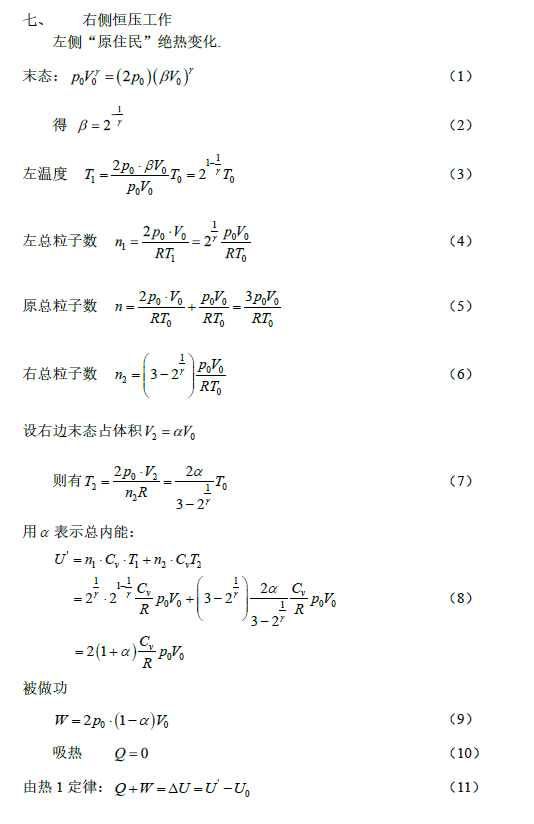 七、 右侧恒压工作
左侧“原住民”绝热变化.
末态: p₀V₀^γ = (2p₀)(βV₀)^γ (1)
得 β = 2^(-1/γ) (2)
左温度 T₁ = (2p₀·βV₀)/(p₀V₀) T₀ = 2^(1-1/γ) T₀ (3)
左总粒子数 n₁ = (2p₀·V₀)/(RT₁) = 2^(1/γ) (p₀V₀)/(RT₀) (4)
原总粒子数 n = (2p₀·V₀)/(RT₀) + (p₀V₀)/(RT₀) = (3p₀V₀)/(RT₀) (5)
右总粒子数 n₂ = (3-2^(1/γ)) (p₀V₀)/(RT₀) (6)
设右边末态占体积 V₂ = αV₀
则有 T₂ = (2p₀·V₂)/(n₂R) = (2α)/(3-2^(1/γ)) T₀ (7)
用 α 表示总内能:
U' = n₁·Cᵥ·T₁ + n₂·CᵥT₂
= 2^(1/γ)·2^(1-1/γ) (Cᵥ/R) p₀V₀ + (3-2^(1/γ)) (2α)/(3-2^(1/γ)) (Cᵥ/R) p₀V₀ (8)
= 2(1+α) (Cᵥ/R) p₀V₀
被做功
W = 2p₀·(1-α)V₀ (9)
吸热 Q = 0 (10)
由热 1 定律: Q+W = ΔU = U' - U₀ (11)